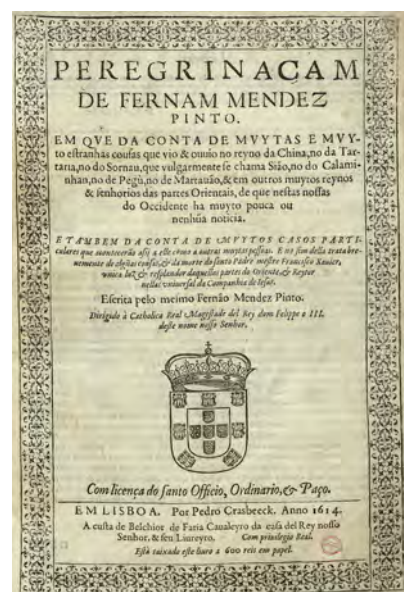 PEREGRINAÇAM
DE FERNAM MENDEZ
PINTO.
EM QVE DA CONTA DE MVYTAS E MVY-
to estranhas cousas que vio & ouuio no reyno da China, no da Tar-
taria, no do Sornau, que vulgarmente se chama Sião, no do Calami-
nhan, no de Pegù, no de Martauão, & em outros muytos reynos
& senhorios das partes Orientais, de que nestas nossas
do Occidente ha muyto pouca ou
nenhũa noticia.
E TAMBEM DA CONTA DE MVYTOS CASOS PARTI-
culares que acontecerão assi a elle como a outras muytas pessoas. E no fim della trata bre-
uemente de algũas cousas, & da morte do santo Padre mestre Francisco Xauier,
vnica luz & resplandor daquellas partes do Oriente, & Reytor
nellas vniuersal da Companhia de Iesus.
Escrita pelo mesmo Fernão Mendez Pinto.
Dirigido à Catholica Real Magestade del Rey dom Felippe o III.
deste nome nosso Senhor.
Com licença do santo Officio, Ordinario, & Paço.
EM LISBOA. Por Pedro Crasbeeck. Anno 1614.
A custa de Belchior de Faria Caualeyro da casa del Rey nosso
Senhor, & seu Liureyro. Com priuilegio Real.
Està taixado este liuro a 600 reis em papel.